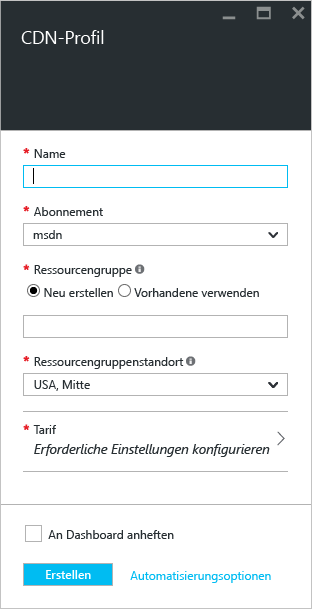 CDN-Profil
* Name
* Abonnement
msdn
* Ressourcengruppe
Neu erstellen Vorhandene verwenden
* Ressourcengruppenstandort
USA, Mitte
* Tarif
Erforderliche Einstellungen konfigurieren
An Dashboard anheften
Erstellen Automatisierungsoptionen